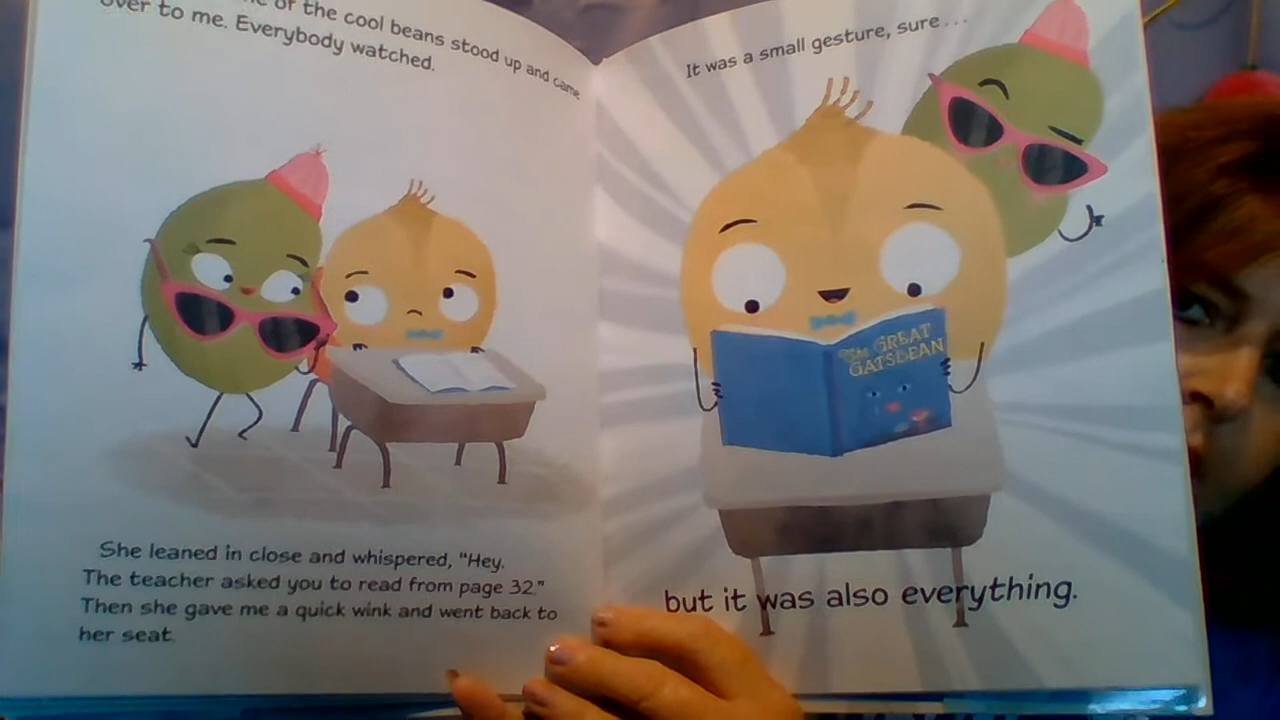 of the cool beans stood up and came
over to me. Everybody watched.
She leaned in close and whispered, "Hey.
The teacher asked you to read from page 32."
Then she gave me a quick wink and went back to
her seat.
It was a small gesture, sure...
The GREAT
GATSBEAN
but it was also everything.